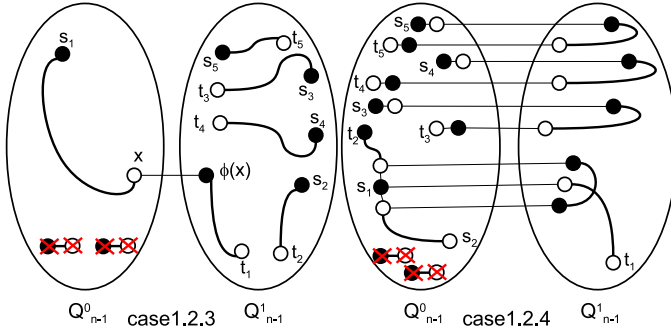 s1
x
s5
t5
t3
s3
t4
s4
ϕ(x)
s2
t1
t2
s5
t5
s4
t4
s3
t2
t3
s1
s2
t1
Q⁰n-1 case1.2.3 Q¹n-1 Q⁰n-1 case1.2.4 Q¹n-1